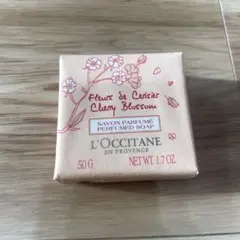 Fleurs de Cerisier
Cherry Blossom
SAVON PARFUMÉ
PERFUMED SOAP
L'OCCITANE
EN PROVENCE
50 G NET WT. 1.7 OZ.